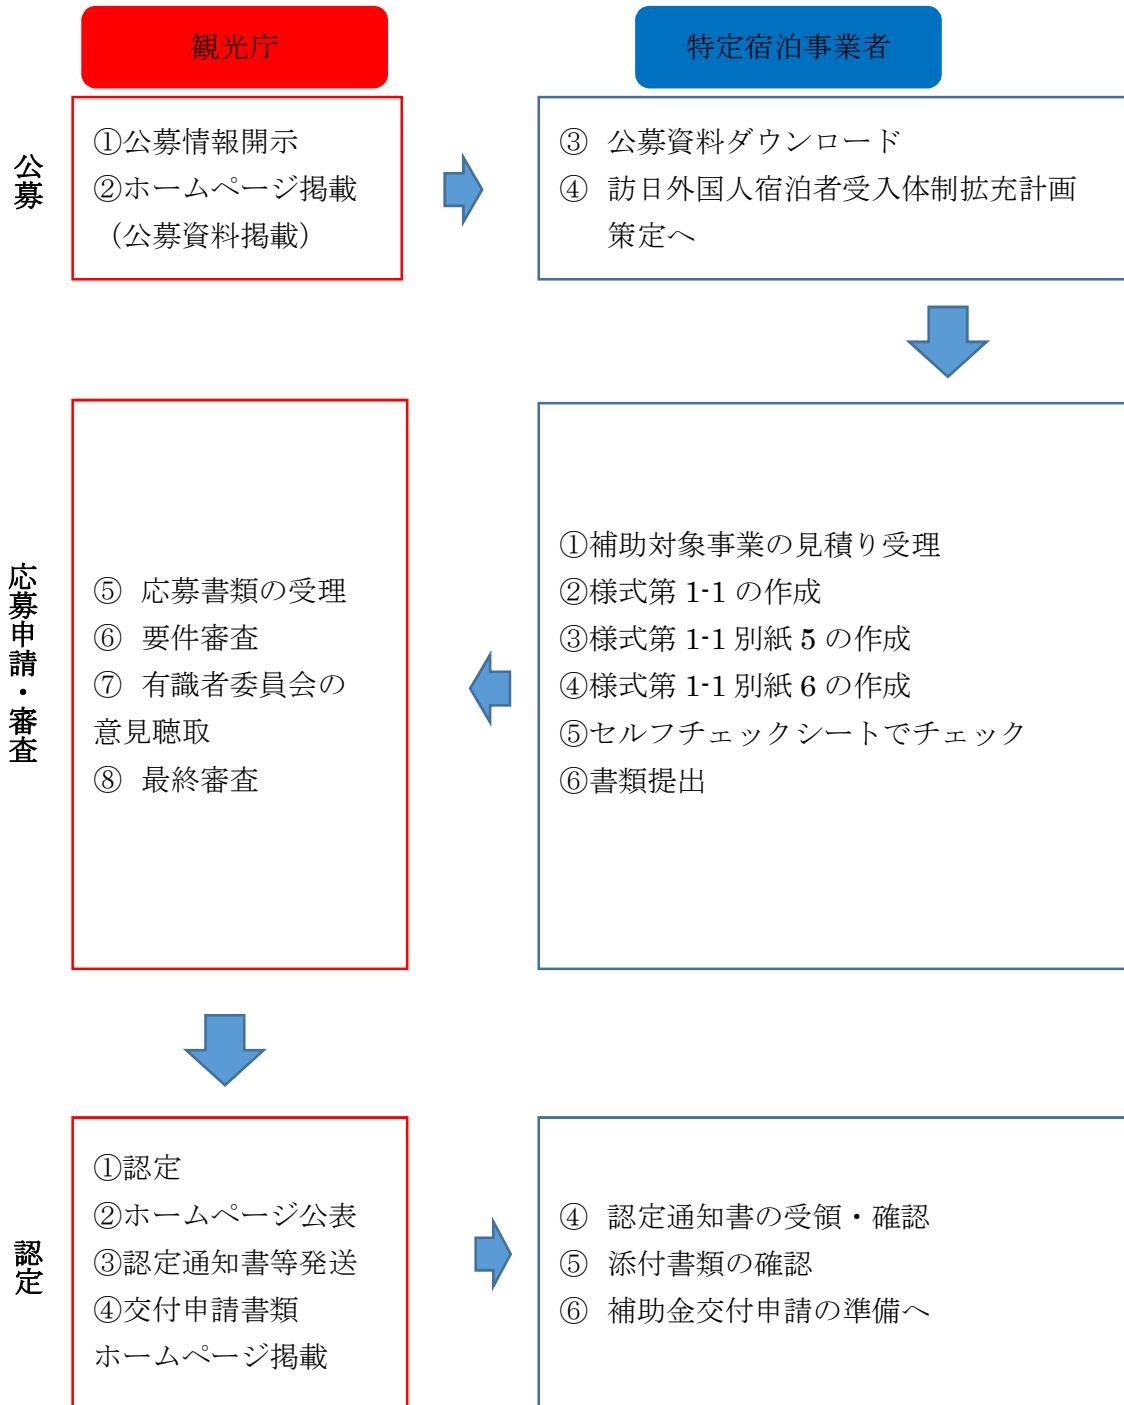 観光庁
特定宿泊事業者
公募
①公募情報開示
②ホームページ掲載
（公募資料掲載）
③ 公募資料ダウンロード
④ 訪日外国人宿泊者受入体制拡充計画
策定へ
応募申請・審査
⑤ 応募書類の受理
⑥ 要件審査
⑦ 有識者委員会の
意見聴取
⑧ 最終審査
①補助対象事業の見積り受理
②様式第 1-1 の作成
③様式第 1-1 別紙 5 の作成
④様式第 1-1 別紙 6 の作成
⑤セルフチェックシートでチェック
⑥書類提出
認定
①認定
②ホームページ公表
③認定通知書等発送
④交付申請書類
ホームページ掲載
④ 認定通知書の受領・確認
⑤ 添付書類の確認
⑥ 補助金交付申請の準備へ